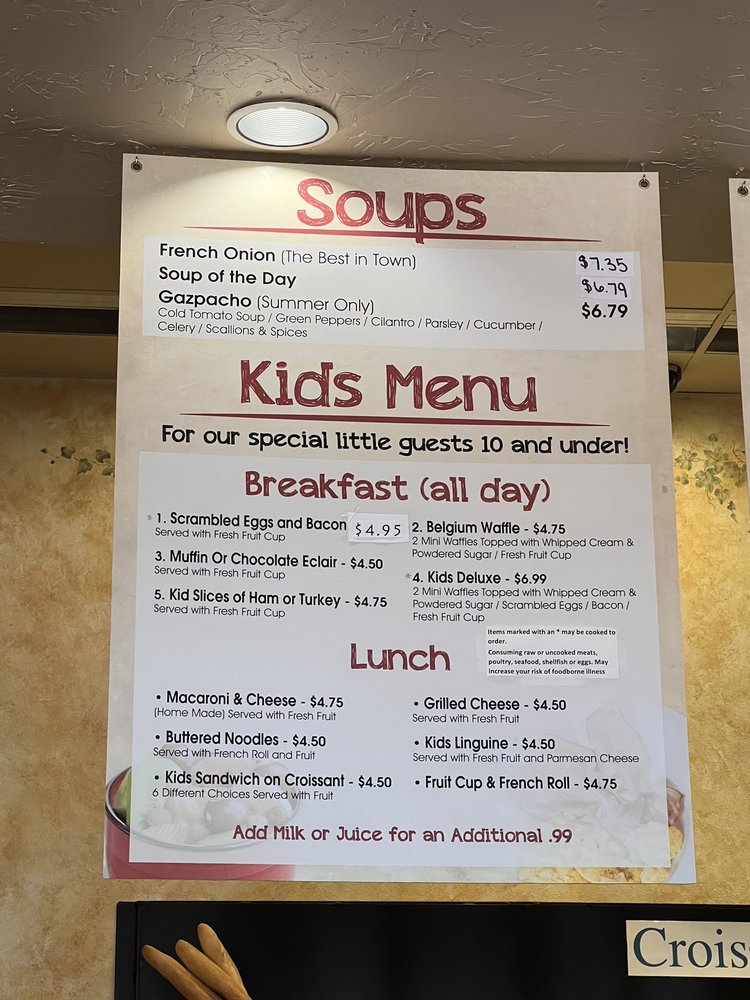 Soups
French Onion (The Best in Town) $7.35
Soup of the Day $6.79
Gazpacho (Summer Only) $6.79
Cold Tomato Soup / Green Peppers / Cilantro / Parsley / Cucumber /
Celery / Scallions & Spices
Kids Menu
For our special little guests 10 and under!
Breakfast (all day)
* 1. Scrambled Eggs and Bacon $4.95
Served with Fresh Fruit Cup
2. Belgium Waffle - $4.75
2 Mini Waffles Topped with Whipped Cream &
Powdered Sugar / Fresh Fruit Cup
3. Muffin Or Chocolate Eclair - $4.50
Served with Fresh Fruit Cup
*4. Kids Deluxe - $6.99
2 Mini Waffles Topped with Whipped Cream &
Powdered Sugar / Scrambled Eggs / Bacon /
Fresh Fruit Cup
5. Kid Slices of Ham or Turkey - $4.75
Served with Fresh Fruit Cup
Items marked with an * may be cooked to
order.
Consuming raw or uncooked meats,
poultry, seafood, shellfish or eggs. May
increase your risk of foodborne illness
Lunch
• Macaroni & Cheese - $4.75
(Home Made) Served with Fresh Fruit
• Grilled Cheese - $4.50
Served with Fresh Fruit
• Buttered Noodles - $4.50
Served with French Roll and Fruit
• Kids Linguine - $4.50
Served with Fresh Fruit and Parmesan Cheese
• Kids Sandwich on Croissant - $4.50
6 Different Choices Served with Fruit
• Fruit Cup & French Roll - $4.75
Add Milk or Juice for an Additional .99
Crois